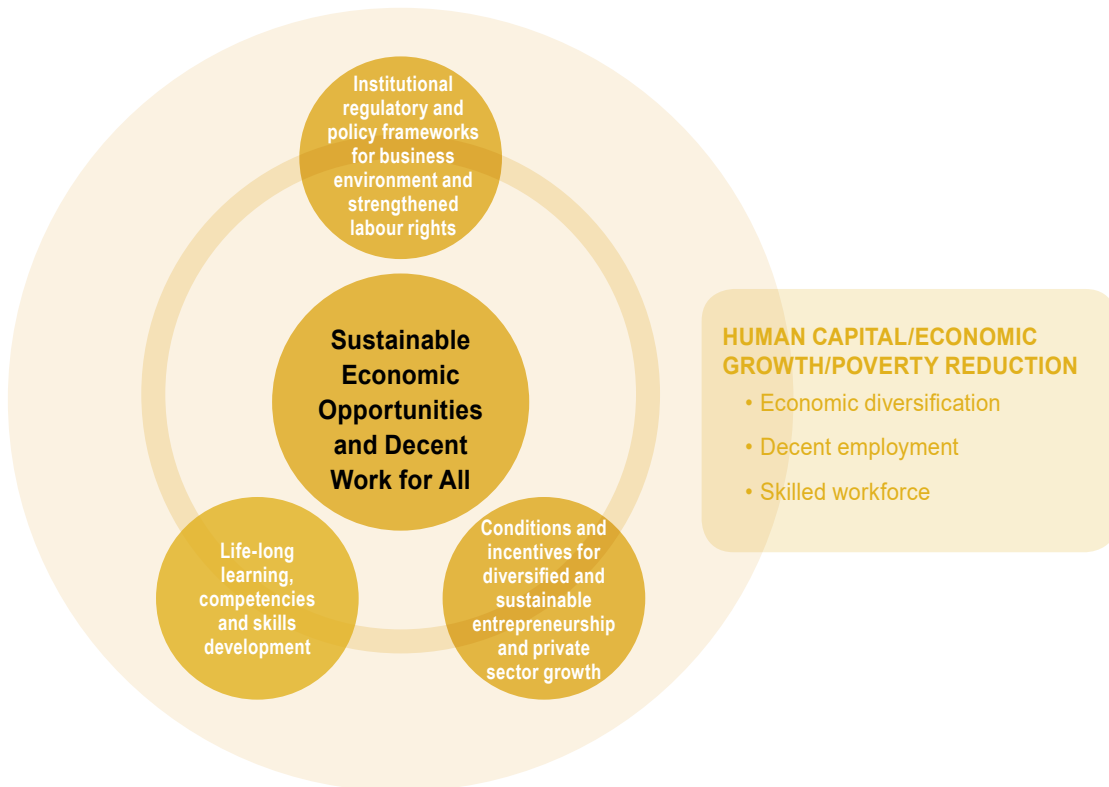 Institutional
regulatory and
policy frameworks
for business
environment and
strengthened
labour rights
Sustainable
Economic
Opportunities
and Decent
Work for All
Life-long
learning,
competencies
and skills
development
Conditions and
incentives for
diversified and
sustainable
entrepreneurship
and private
sector growth
HUMAN CAPITAL/ECONOMIC
GROWTH/POVERTY REDUCTION
• Economic diversification
• Decent employment
• Skilled workforce